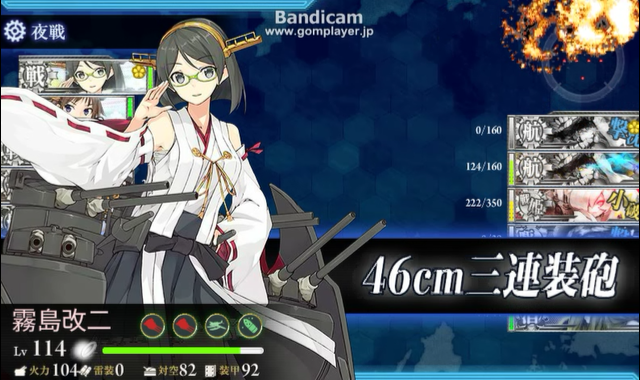 Bandicam
www.gomplayer.jp
夜戦
戦
0/160
航
124/160
航
222/350
小破
46cm三連装砲
霧島改二
Lv 114
火力104 雷装0 対空82 装甲92